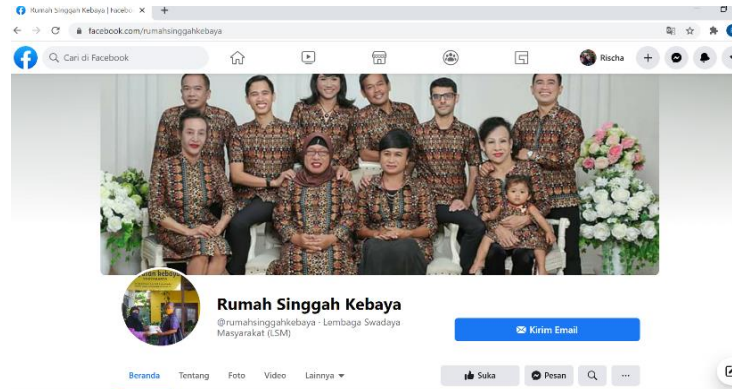 Rumah Singgah Kebaya | Facebo
facebook.com/rumahsinggahkebaya
Cari di Facebook
Rischa
Rumah Singgah Kebaya
@rumahsinggahkebaya · Lembaga Swadaya
Masyarakat (LSM)
Kirim Email
Beranda Tentang Foto Video Lainnya
Suka Pesan